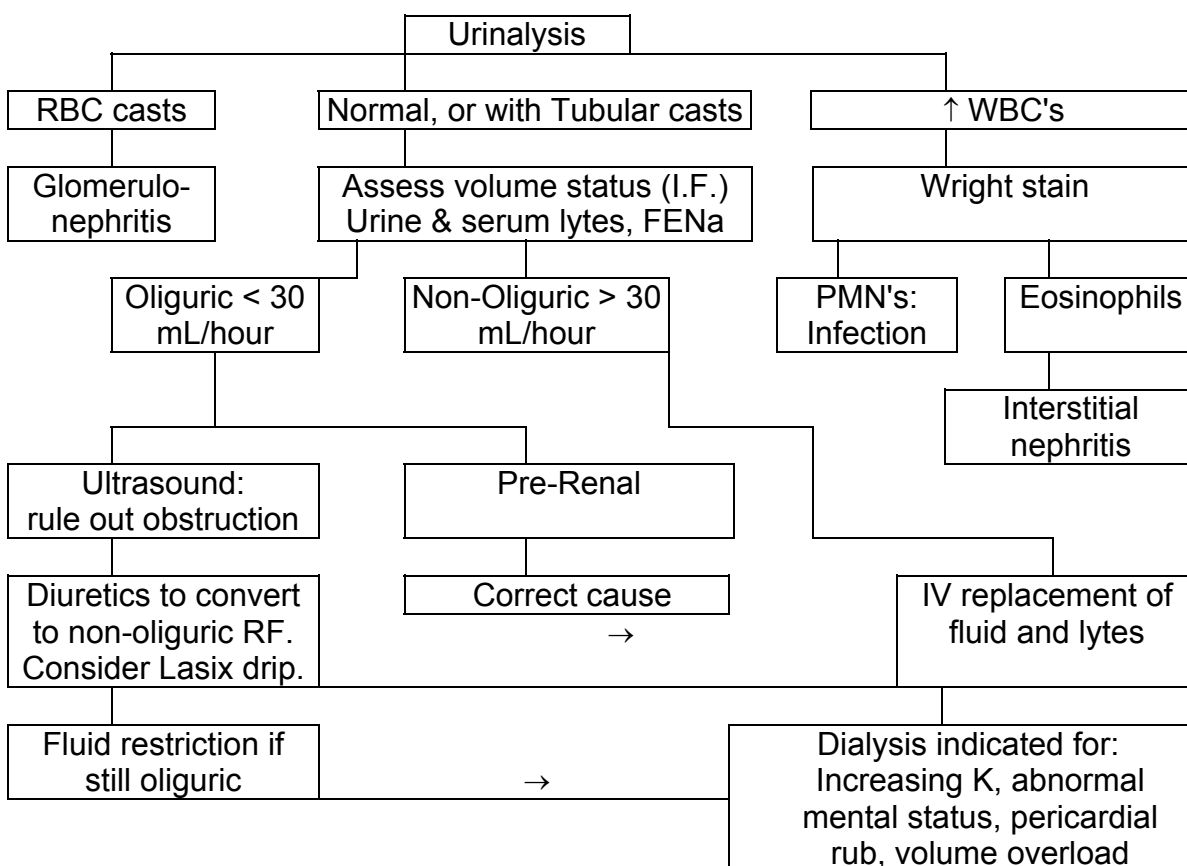 Urinalysis
RBC casts
Normal, or with Tubular casts
↑ WBC's
Glomerulo-
nephritis
Assess volume status (I.F.)
Urine & serum lytes, FENa
Wright stain
Oliguric < 30
mL/hour
Non-Oliguric > 30
mL/hour
PMN's:
Infection
Eosinophils
Interstitial
nephritis
Ultrasound:
rule out obstruction
Pre-Renal
Diuretics to convert
to non-oliguric RF.
Consider Lasix drip.
Correct cause
→
IV replacement of
fluid and lytes
Fluid restriction if
still oliguric
→
Dialysis indicated for:
Increasing K, abnormal
mental status, pericardial
rub, volume overload